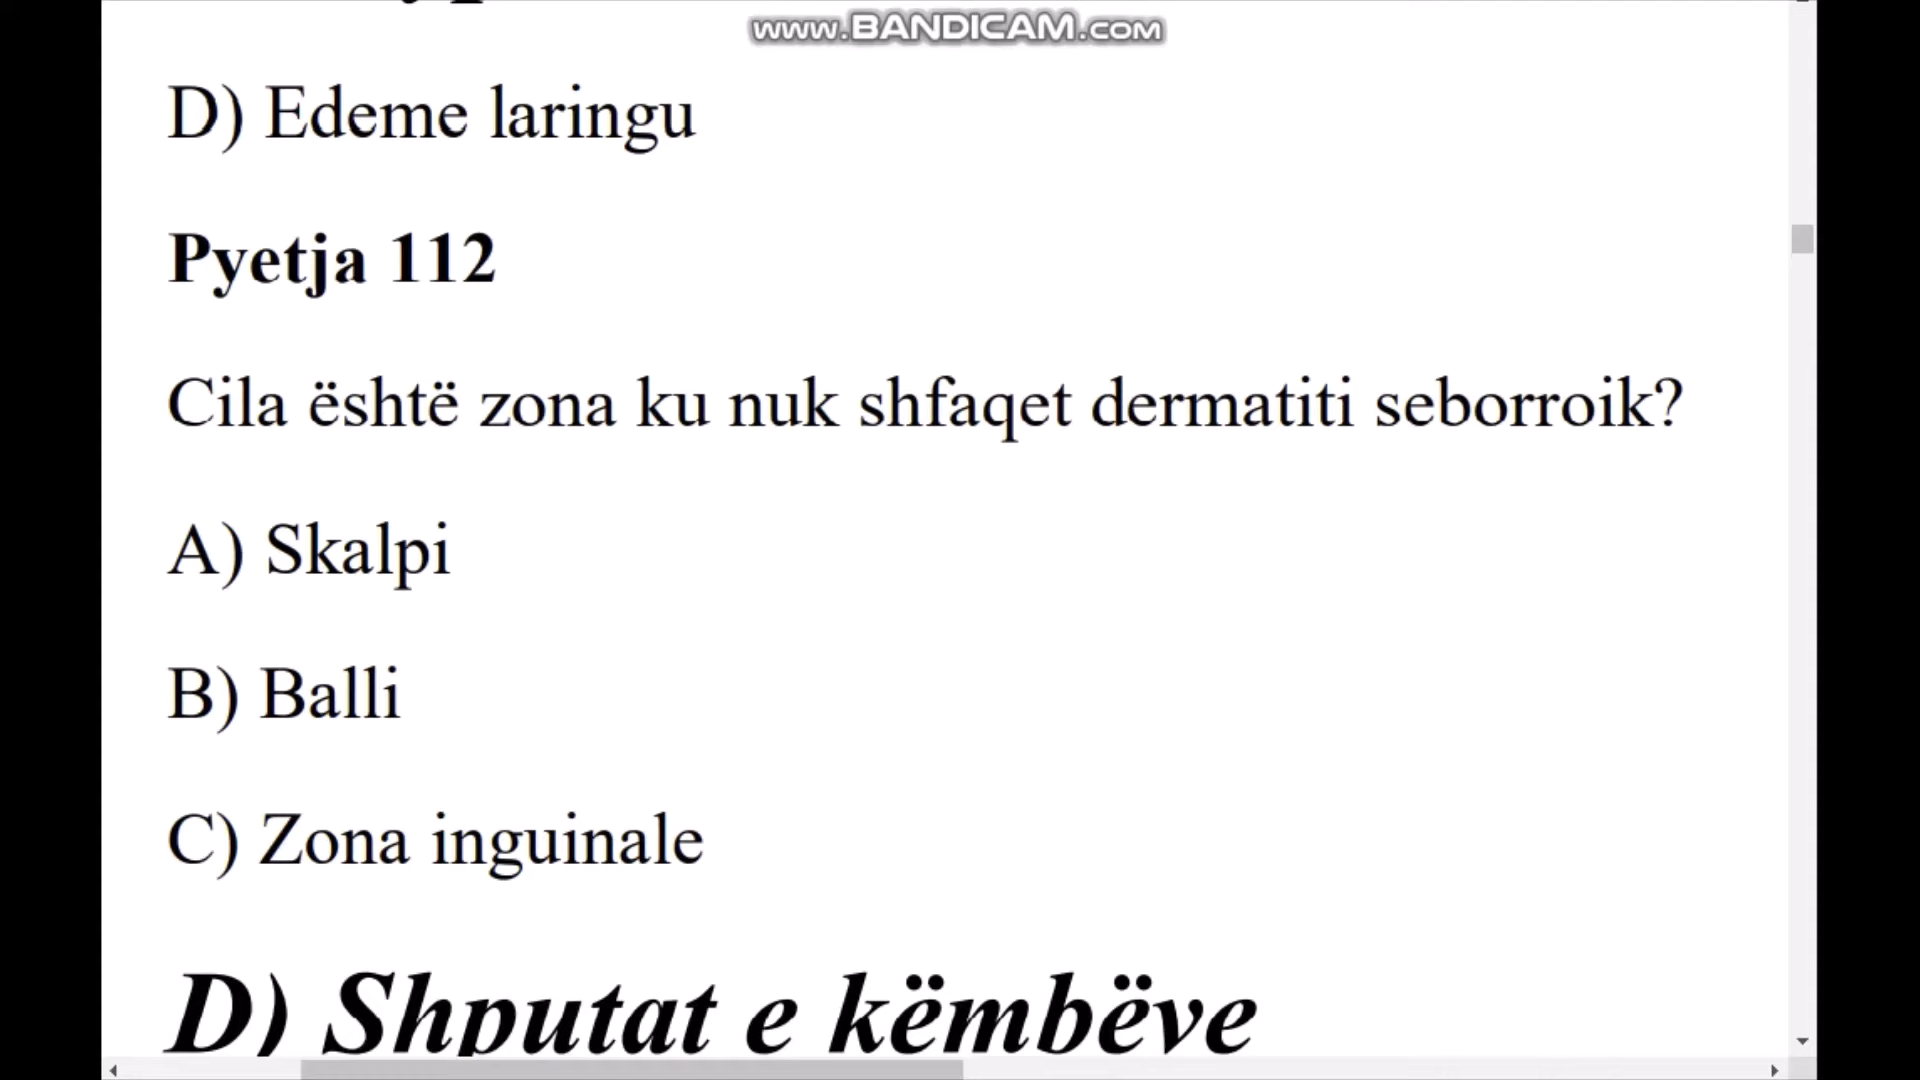 www.BANDICAM.com
D) Edeme laringu
Pyetja 112
Cila është zona ku nuk shfaqet dermatiti seborroik?
A) Skalpi
B) Balli
C) Zona inguinale
D) Shputat e këmbëve